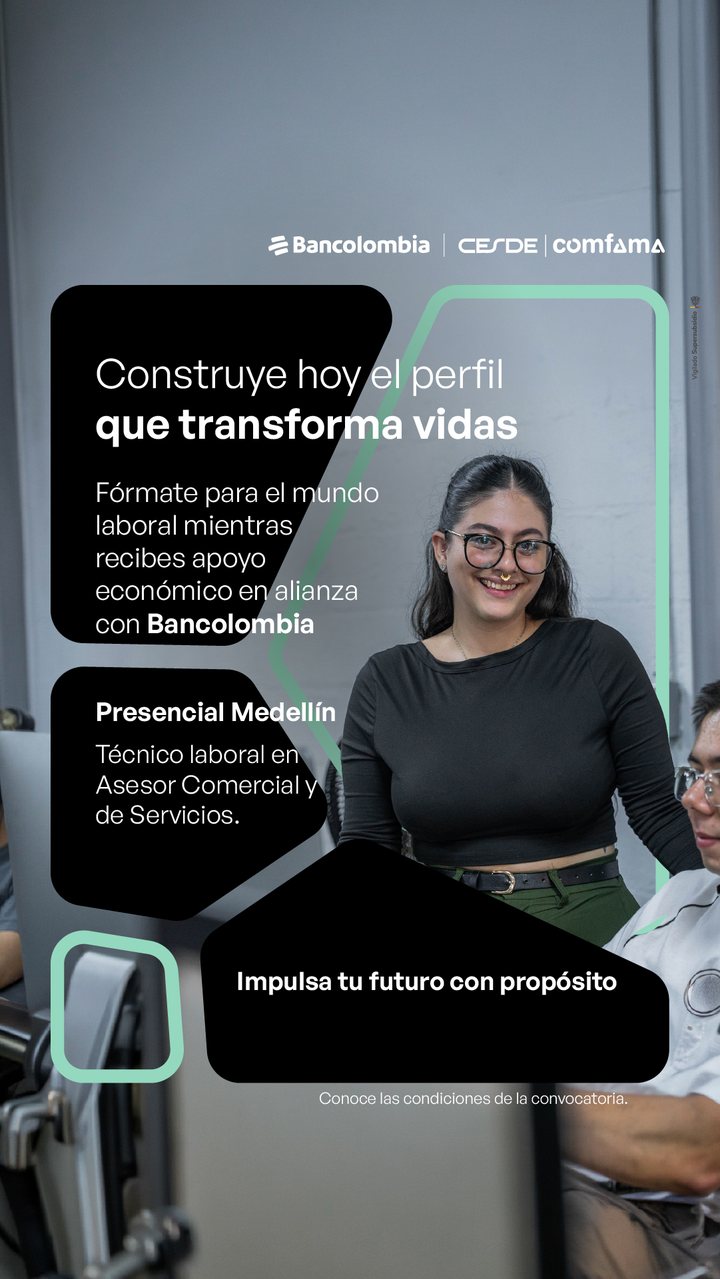 Bancolombia | CESDE | comfama
Vigilado Supersubsidio
Construye hoy el perfil
que transforma vidas
Fórmate para el mundo
laboral mientras
recibes apoyo
económico en alianza
con Bancolombia
Presencial Medellín
Técnico laboral en
Asesor Comercial y
de Servicios.
Impulsa tu futuro con propósito
Conoce las condiciones de la convocatoria.